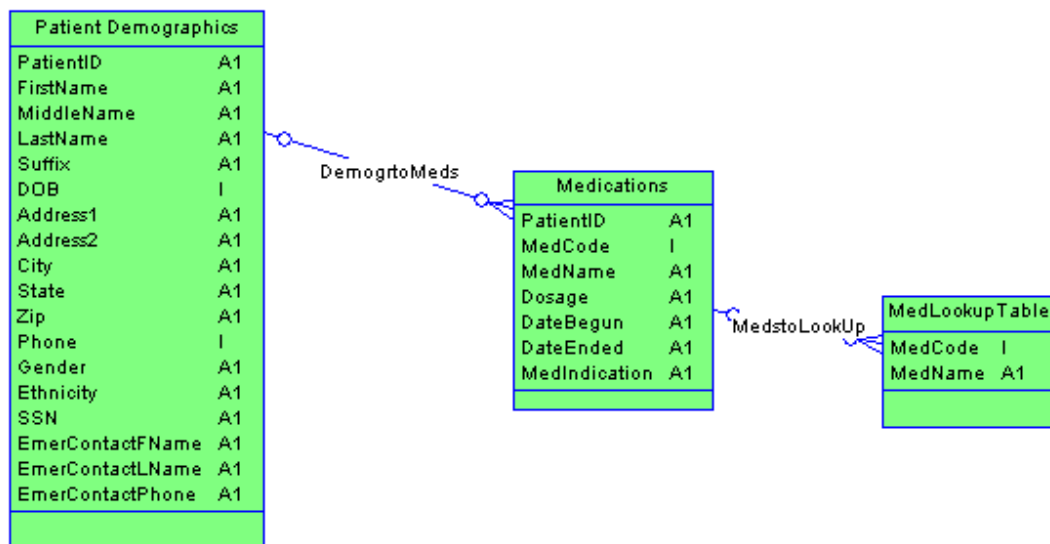 Patient Demographics
PatientID A1
FirstName A1
MiddleName A1
LastName A1
Suffix A1
DOB I
Address1 A1
Address2 A1
City A1
State A1
Zip A1
Phone I
Gender A1
Ethnicity A1
SSN A1
EmerContactFName A1
EmerContactLName A1
EmerContactPhone A1
DemogrtoMeds
Medications
PatientID A1
MedCode I
MedName A1
Dosage A1
DateBegun A1
DateEnded A1
MedIndication A1
MedstoLookUp
MedLookupTable
MedCode I
MedName A1